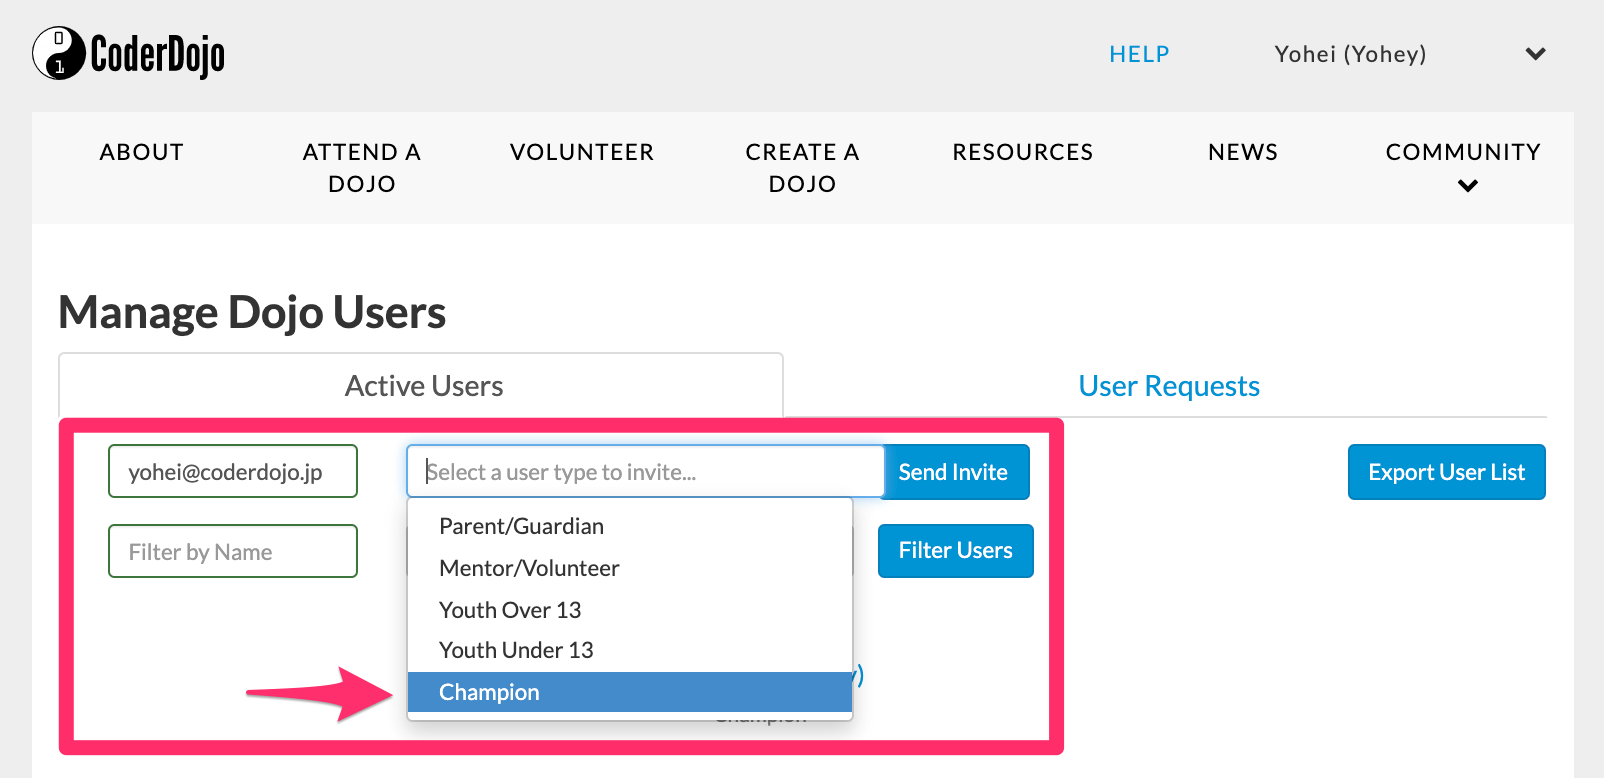 0
1
CoderDojo
HELP
Yohei (Yohey)
ABOUT
ATTEND A
DOJO
VOLUNTEER
CREATE A
DOJO
RESOURCES
NEWS
COMMUNITY
Manage Dojo Users
Active Users
User Requests
yohei@coderdojo.jp
Select a user type to invite...
Send Invite
Export User List
Filter by Name
Filter Users
Parent/Guardian
Mentor/Volunteer
Youth Over 13
Youth Under 13
Champion
Champion